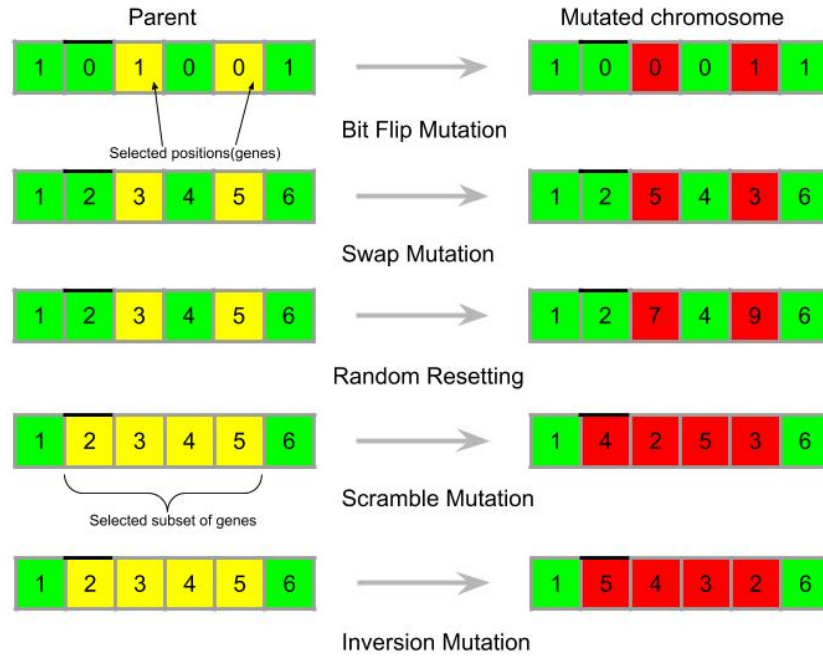 Parent Mutated chromosome
1 0 1 0 0 1 1 0 0 0 1 1
Bit Flip Mutation
Selected positions(genes)
1 2 3 4 5 6 1 2 5 4 3 6
Swap Mutation
1 2 3 4 5 6 1 2 7 4 9 6
Random Resetting
1 2 3 4 5 6 1 4 2 5 3 6
Scramble Mutation
Selected subset of genes
1 2 3 4 5 6 1 5 4 3 2 6
Inversion Mutation